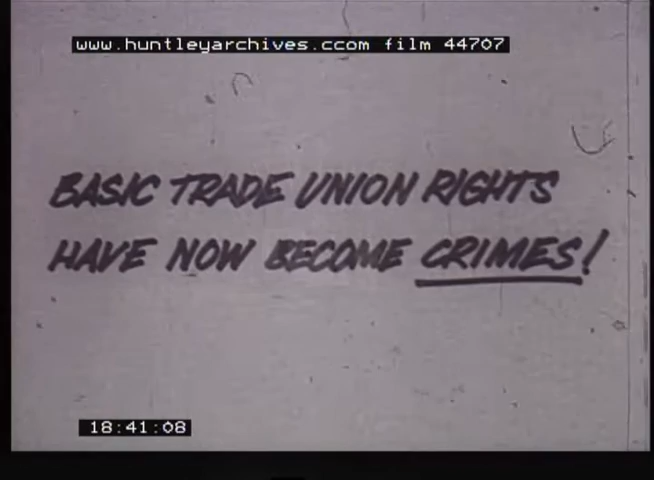 www.huntleyarchives.ccom film 44707
BASIC TRADE UNION RIGHTS
HAVE NOW BECOME CRIMES!
18:41:08